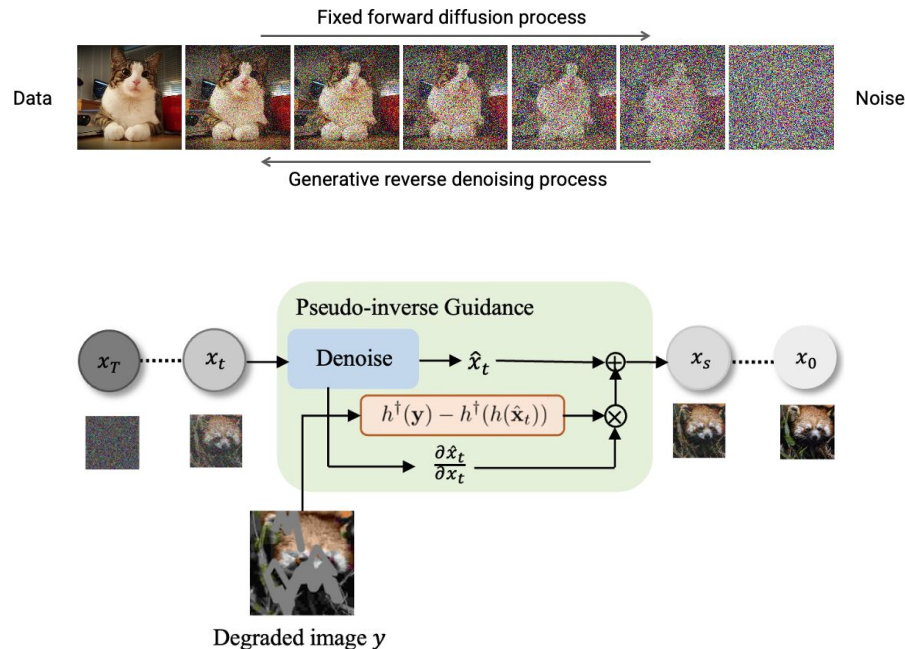 Fixed forward diffusion process
Data
Noise
Generative reverse denoising process
Pseudo-inverse Guidance
x_T
x_t
Denoise
x̂_t
⊕
x_s
x_0
h†(𝐲) − h†(h(𝐱̂_t))
⊗
∂x̂_t/∂x_t
Degraded image y